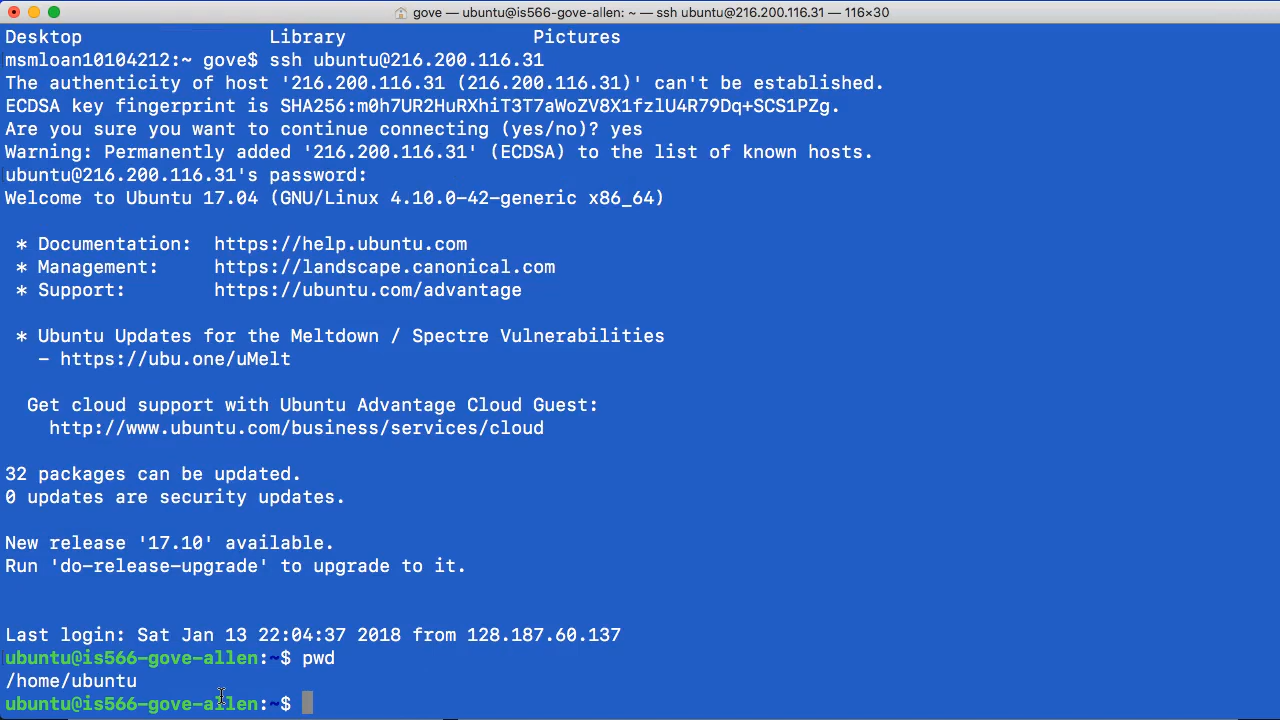 gove — ubuntu@is566-gove-allen: ~ — ssh ubuntu@216.200.116.31 — 116×30
Desktop Library Pictures
msmloan10104212:~ gove$ ssh ubuntu@216.200.116.31
The authenticity of host '216.200.116.31 (216.200.116.31)' can't be established.
ECDSA key fingerprint is SHA256:m0h7UR2HuRXhiT3T7aWoZV8X1fzlU4R79Dq+SCS1PZg.
Are you sure you want to continue connecting (yes/no)? yes
Warning: Permanently added '216.200.116.31' (ECDSA) to the list of known hosts.
ubuntu@216.200.116.31's password:
Welcome to Ubuntu 17.04 (GNU/Linux 4.10.0-42-generic x86_64)
* Documentation: https://help.ubuntu.com
* Management: https://landscape.canonical.com
* Support: https://ubuntu.com/advantage
* Ubuntu Updates for the Meltdown / Spectre Vulnerabilities
– https://ubu.one/uMelt
Get cloud support with Ubuntu Advantage Cloud Guest:
http://www.ubuntu.com/business/services/cloud
32 packages can be updated.
0 updates are security updates.
New release '17.10' available.
Run 'do-release-upgrade' to upgrade to it.
Last login: Sat Jan 13 22:04:37 2018 from 128.187.60.137
ubuntu@is566-gove-allen:~$ pwd
/home/ubuntu
ubuntu@is566-gove-allen:~$